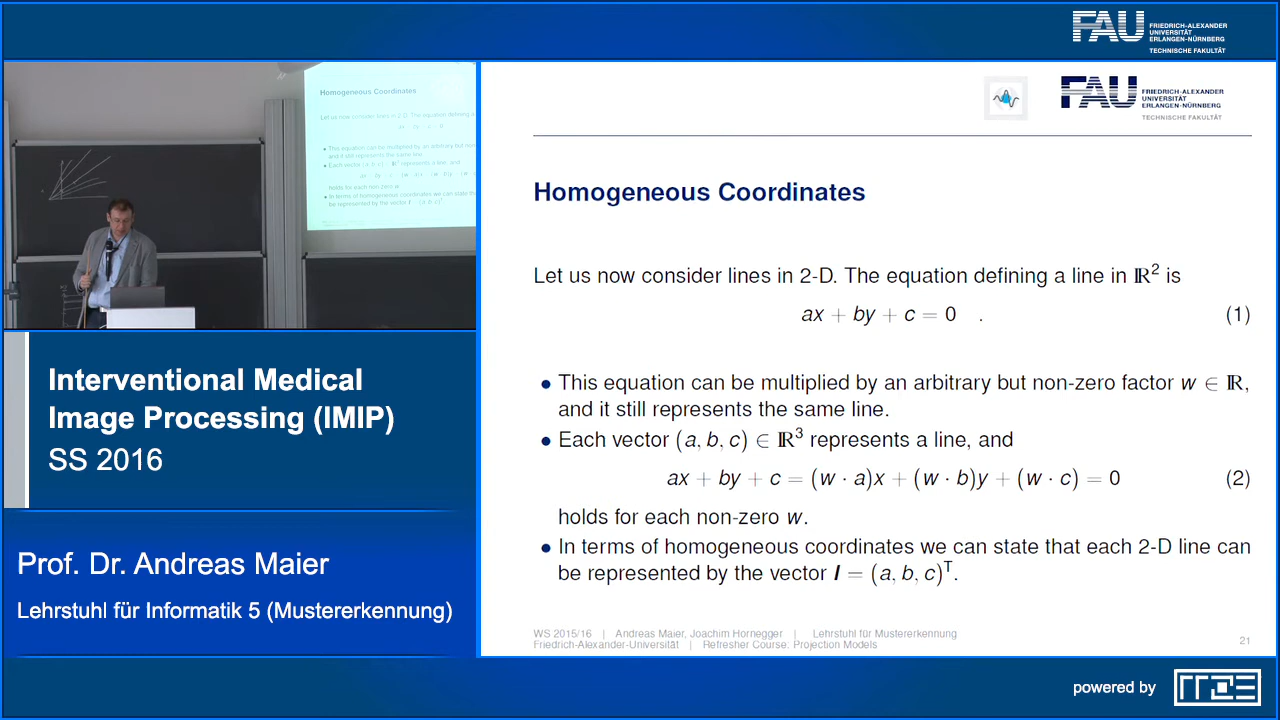 FAU
FRIEDRICH-ALEXANDER
UNIVERSITÄT
ERLANGEN-NÜRNBERG
TECHNISCHE FAKULTÄT
Homogeneous Coordinates
Interventional Medical
Image Processing (IMIP)
SS 2016
Prof. Dr. Andreas Maier
Lehrstuhl für Informatik 5 (Mustererkennung)
FAU
FRIEDRICH-ALEXANDER
UNIVERSITÄT
ERLANGEN-NÜRNBERG
TECHNISCHE FAKULTÄT
Homogeneous Coordinates
Let us now consider lines in 2-D. The equation defining a line in ℝ² is
ax + by + c = 0 . (1)
• This equation can be multiplied by an arbitrary but non-zero factor w ∈ ℝ,
and it still represents the same line.
• Each vector (a, b, c) ∈ ℝ³ represents a line, and
ax + by + c = (w · a)x + (w · b)y + (w · c) = 0 (2)
holds for each non-zero w.
• In terms of homogeneous coordinates we can state that each 2-D line can
be represented by the vector l = (a, b, c)ᵀ.
WS 2015/16 | Andreas Maier, Joachim Hornegger | Lehrstuhl für Mustererkennung
Friedrich-Alexander-Universität | Refresher Course: Projection Models
21
powered by
RRZE